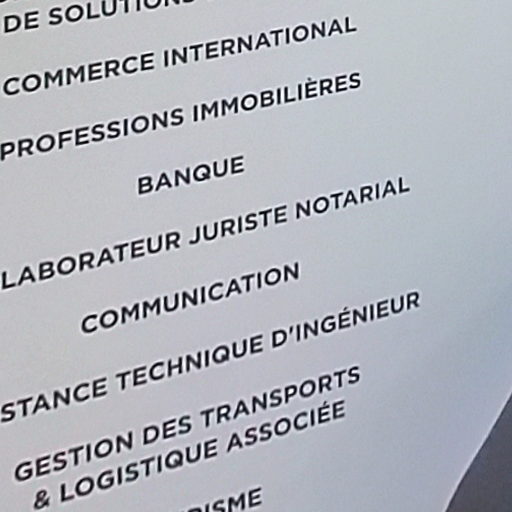 DE SOLUTIONS
COMMERCE INTERNATIONAL
PROFESSIONS IMMOBILIÈRES
BANQUE
LABORATEUR JURISTE NOTARIAL
COMMUNICATION
STANCE TECHNIQUE D'INGÉNIEUR
GESTION DES TRANSPORTS
& LOGISTIQUE ASSOCIÉE
RISME